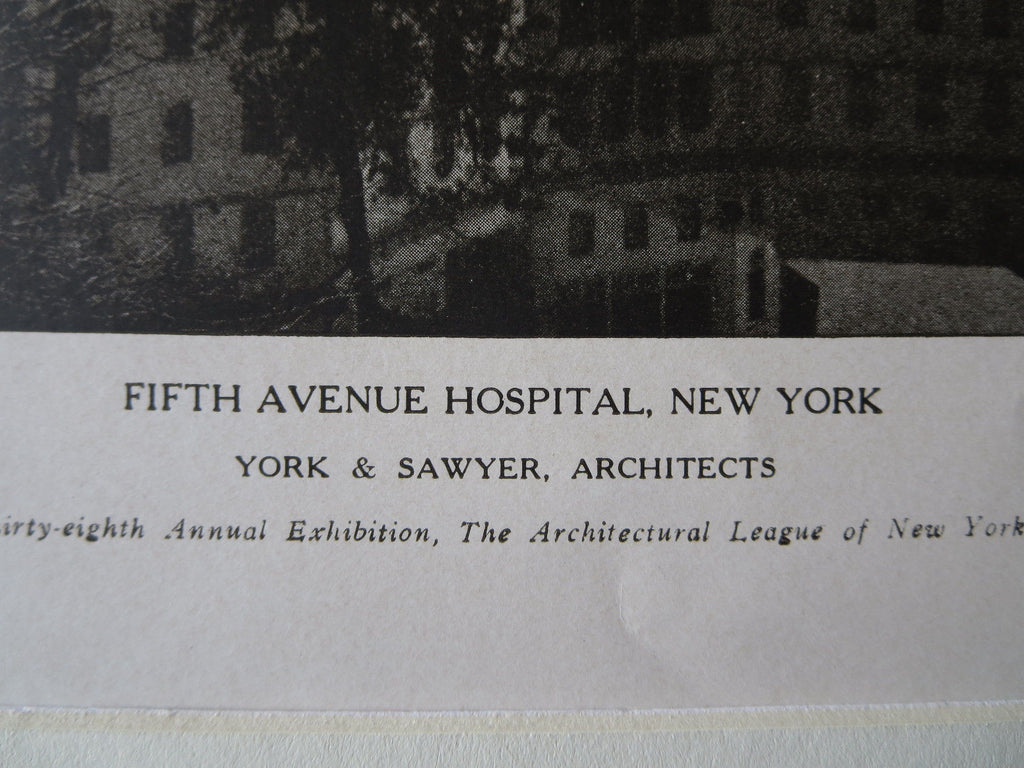 FIFTH AVENUE HOSPITAL, NEW YORK
YORK & SAWYER, ARCHITECTS
irty-eighth Annual Exhibition, The Architectural League of New York